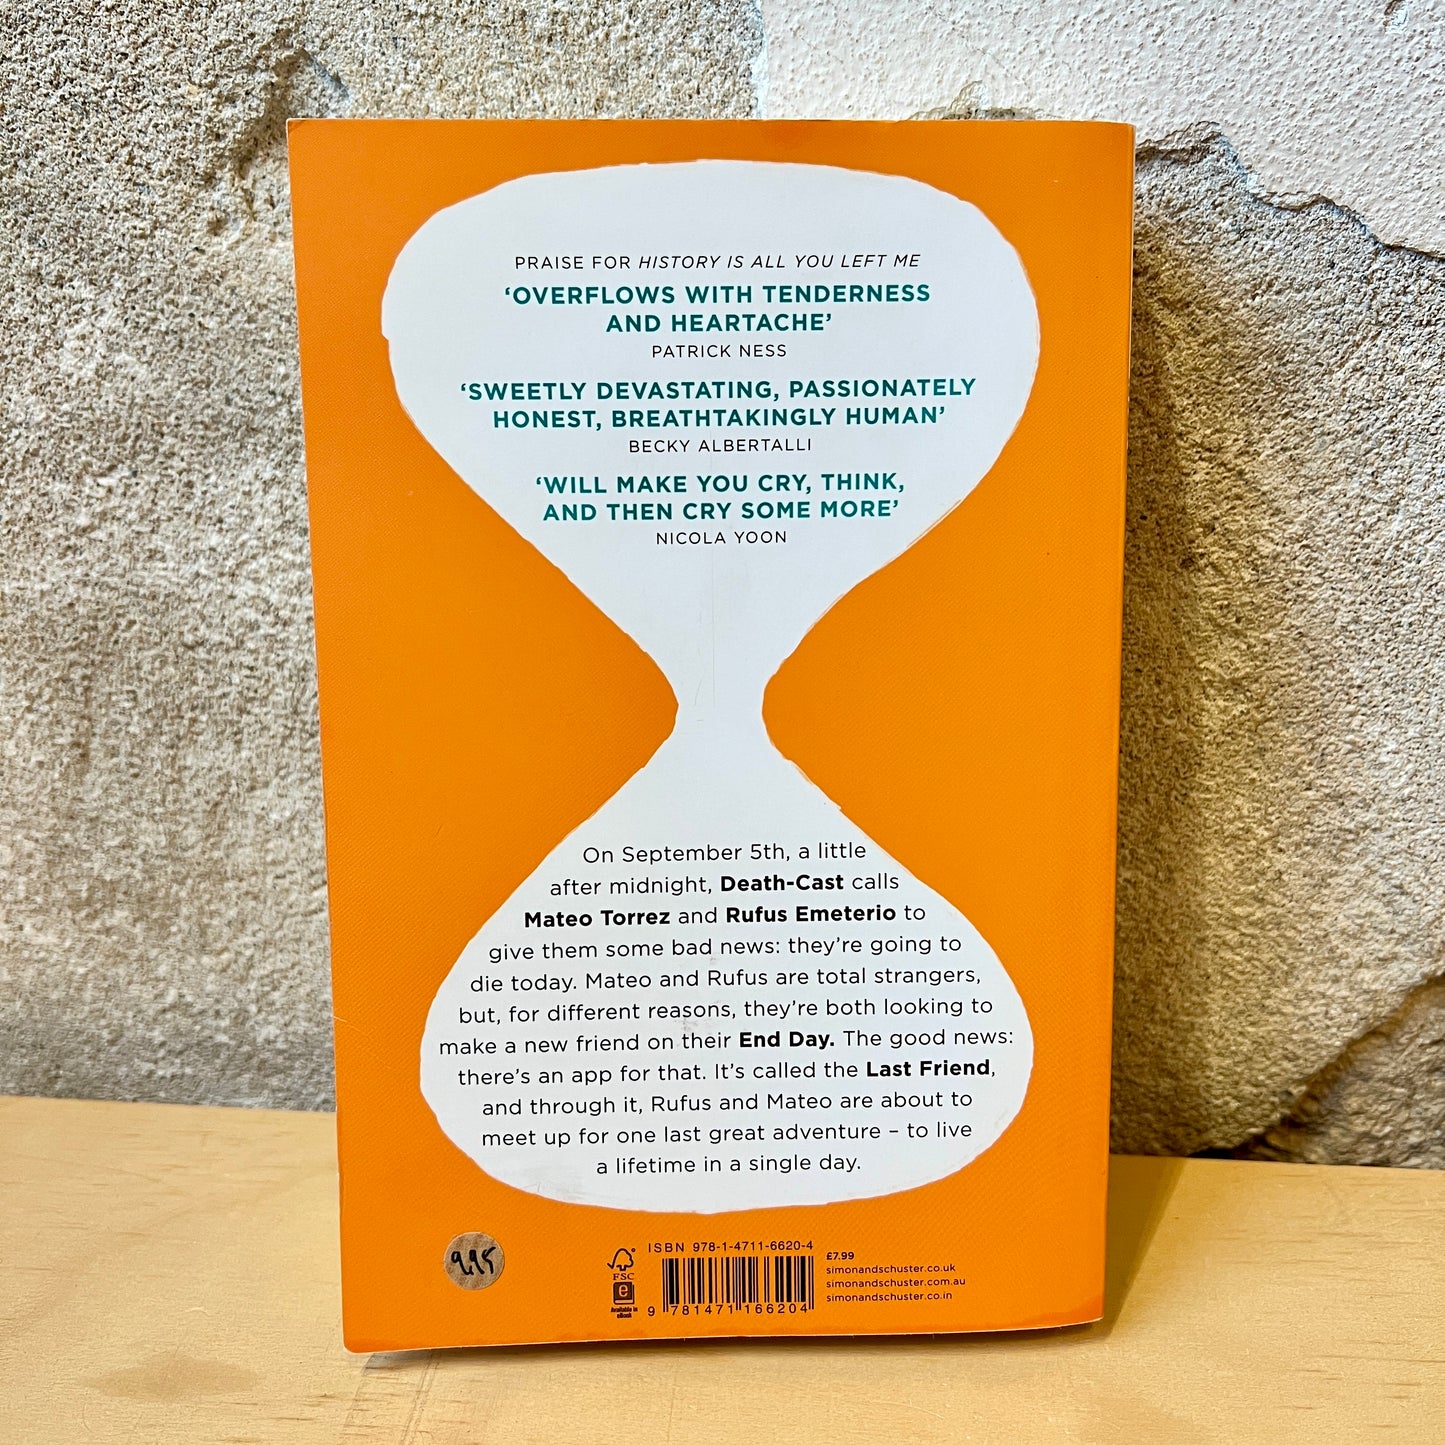 PRAISE FOR HISTORY IS ALL YOU LEFT ME
‘OVERFLOWS WITH TENDERNESS
AND HEARTACHE’
PATRICK NESS
‘SWEETLY DEVASTATING, PASSIONATELY
HONEST, BREATHTAKINGLY HUMAN’
BECKY ALBERTALLI
‘WILL MAKE YOU CRY, THINK,
AND THEN CRY SOME MORE’
NICOLA YOON
On September 5th, a little
after midnight, Death-Cast calls
Mateo Torrez and Rufus Emeterio to
give them some bad news: they’re going to
die today. Mateo and Rufus are total strangers,
but, for different reasons, they’re both looking to
make a new friend on their End Day. The good news:
there’s an app for that. It’s called the Last Friend,
and through it, Rufus and Mateo are about to
meet up for one last great adventure – to live
a lifetime in a single day.
9,95
FSC
e
Available in
eBook
ISBN 978-1-4711-6620-4
9 781471 166204
£7.99
simonandschuster.co.uk
simonandschuster.com.au
simonandschuster.co.in